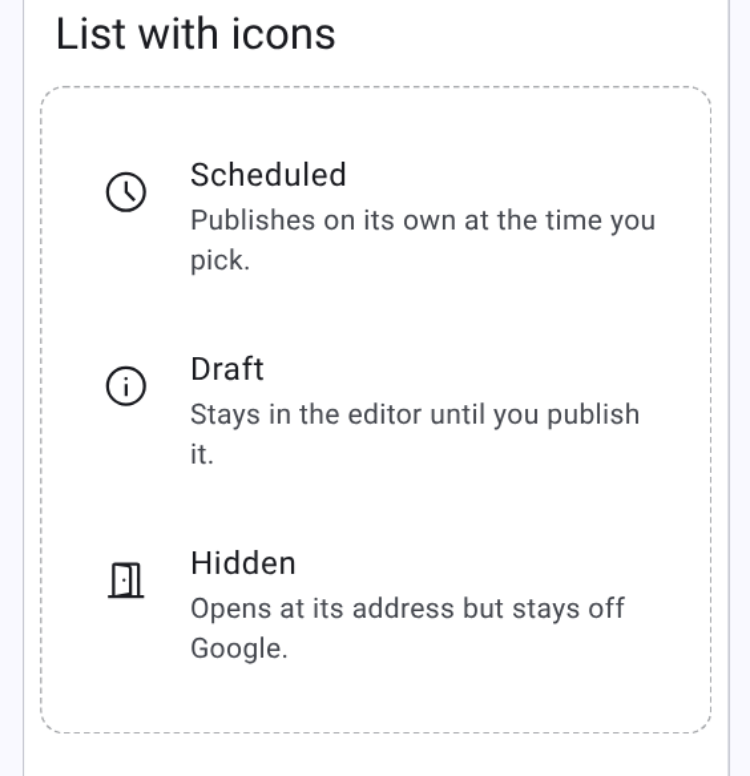 List with icons
Scheduled
Publishes on its own at the time you
pick.
Draft
Stays in the editor until you publish
it.
Hidden
Opens at its address but stays off
Google.